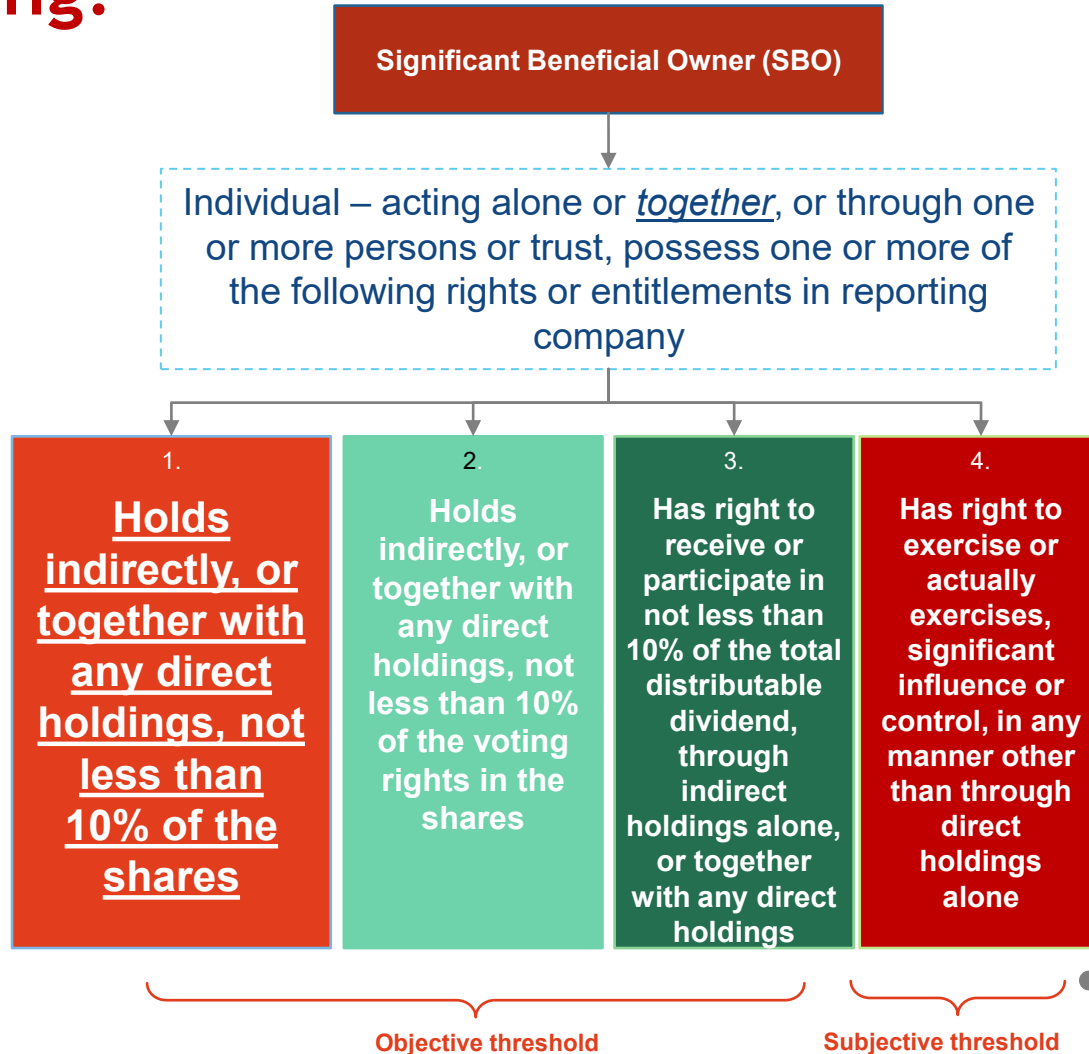 ng:
Significant Beneficial Owner (SBO)
Individual – acting alone or together, or through one
or more persons or trust, possess one or more of
the following rights or entitlements in reporting
company
1.
Holds
indirectly, or
together with
any direct
holdings, not
less than
10% of the
shares
2.
Holds
indirectly, or
together with
any direct
holdings, not
less than 10%
of the voting
rights in the
shares
3.
Has right to
receive or
participate in
not less than
10% of the total
distributable
dividend,
through
indirect
holdings alone,
or together
with any direct
holdings
4.
Has right to
exercise or
actually
exercises,
significant
influence or
control, in any
manner other
than through
direct
holdings
alone
Objective threshold
Subjective threshold